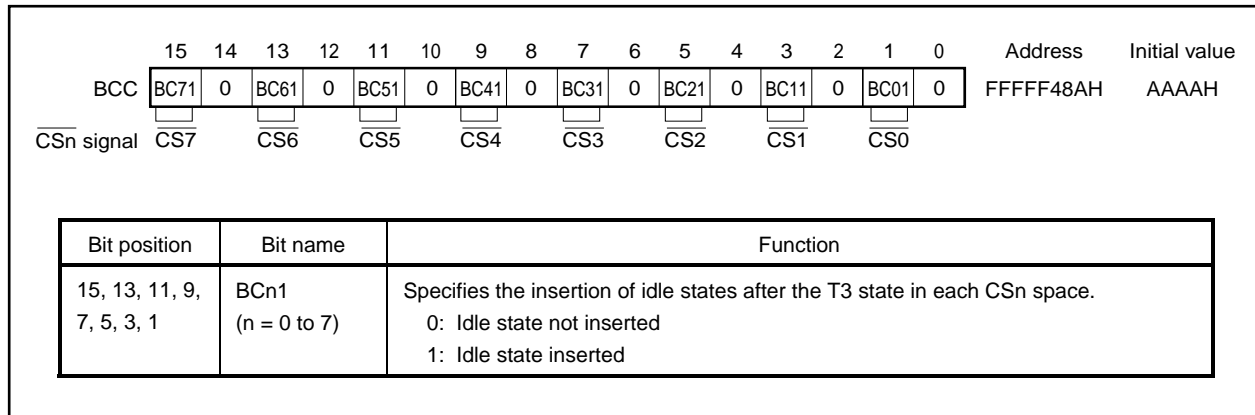 15 14 13 12 11 10 9 8 7 6 5 4 3 2 1 0 Address Initial value
BCC BC71 0 BC61 0 BC51 0 BC41 0 BC31 0 BC21 0 BC11 0 BC01 0 FFFFF48AH AAAAH
CSn signal CS7 CS6 CS5 CS4 CS3 CS2 CS1 CS0
Bit position Bit name Function
15, 13, 11, 9, BCn1 Specifies the insertion of idle states after the T3 state in each CSn space.
7, 5, 3, 1 (n = 0 to 7) 0: Idle state not inserted
1: Idle state inserted